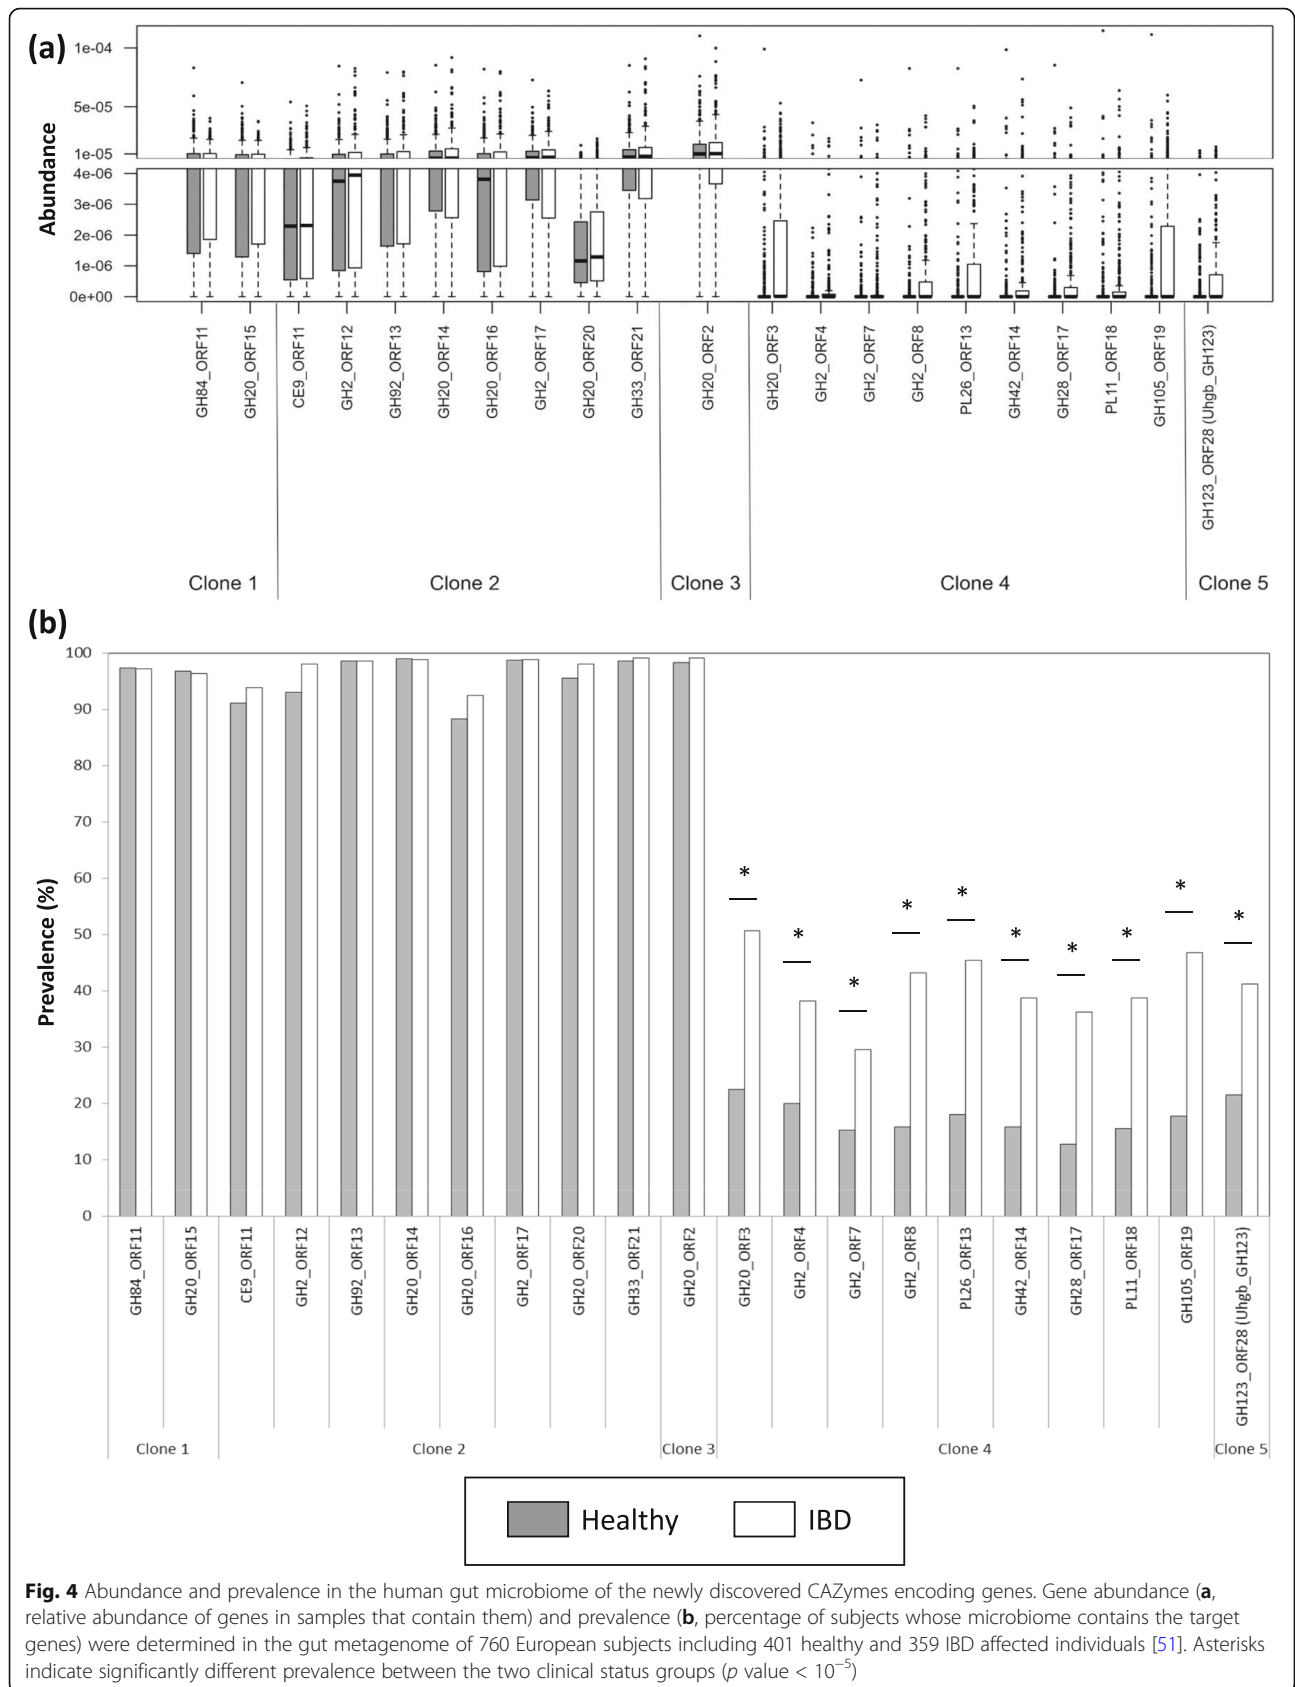 (a)
Abundance
1e-04
5e-05
1e-05
4e-06
3e-06
2e-06
1e-06
0e+00
GH84_ORF11
GH20_ORF15
CE9_ORF11
GH2_ORF12
GH92_ORF13
GH20_ORF14
GH20_ORF16
GH2_ORF17
GH20_ORF20
GH33_ORF21
GH20_ORF2
GH20_ORF3
GH2_ORF4
GH2_ORF7
GH2_ORF8
PL26_ORF13
GH42_ORF14
GH28_ORF17
PL11_ORF18
GH105_ORF19
GH123_ORF28 (Uhgb_GH123)
Clone 1
Clone 2
Clone 3
Clone 4
Clone 5
(b)
Prevalence (%)
100
90
80
70
60
50
40
30
20
10
0
*
*
*
*
*
*
*
*
*
*
GH84_ORF11
GH20_ORF15
CE9_ORF11
GH2_ORF12
GH92_ORF13
GH20_ORF14
GH20_ORF16
GH2_ORF17
GH20_ORF20
GH33_ORF21
GH20_ORF2
GH20_ORF3
GH2_ORF4
GH2_ORF7
GH2_ORF8
PL26_ORF13
GH42_ORF14
GH28_ORF17
PL11_ORF18
GH105_ORF19
GH123_ORF28 (Uhgb_GH123)
Clone 1
Clone 2
Clone 3
Clone 4
Clone 5
Healthy
IBD
Fig. 4 Abundance and prevalence in the human gut microbiome of the newly discovered CAZymes encoding genes. Gene abundance (a,
relative abundance of genes in samples that contain them) and prevalence (b, percentage of subjects whose microbiome contains the target
genes) were determined in the gut metagenome of 760 European subjects including 401 healthy and 359 IBD affected individuals [51]. Asterisks
indicate significantly different prevalence between the two clinical status groups (p value < 10⁻⁵)